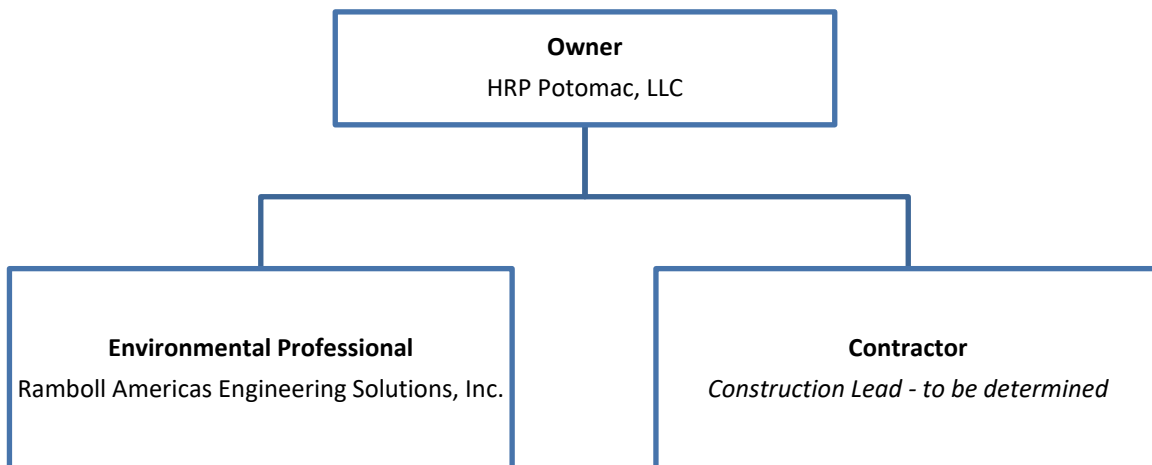 Owner
HRP Potomac, LLC
Environmental Professional
Ramboll Americas Engineering Solutions, Inc.
Contractor
Construction Lead - to be determined